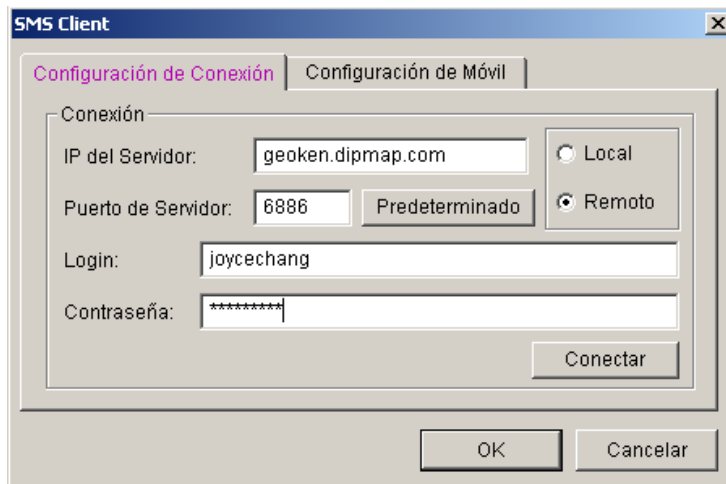 SMS Client
Configuración de Conexión Configuración de Móvil
Conexión
IP del Servidor: geoken.dipmap.com Local
Puerto de Servidor: 6886 Predeterminado Remoto
Login: joycechang
Contraseña: *********
Conectar
OK Cancelar